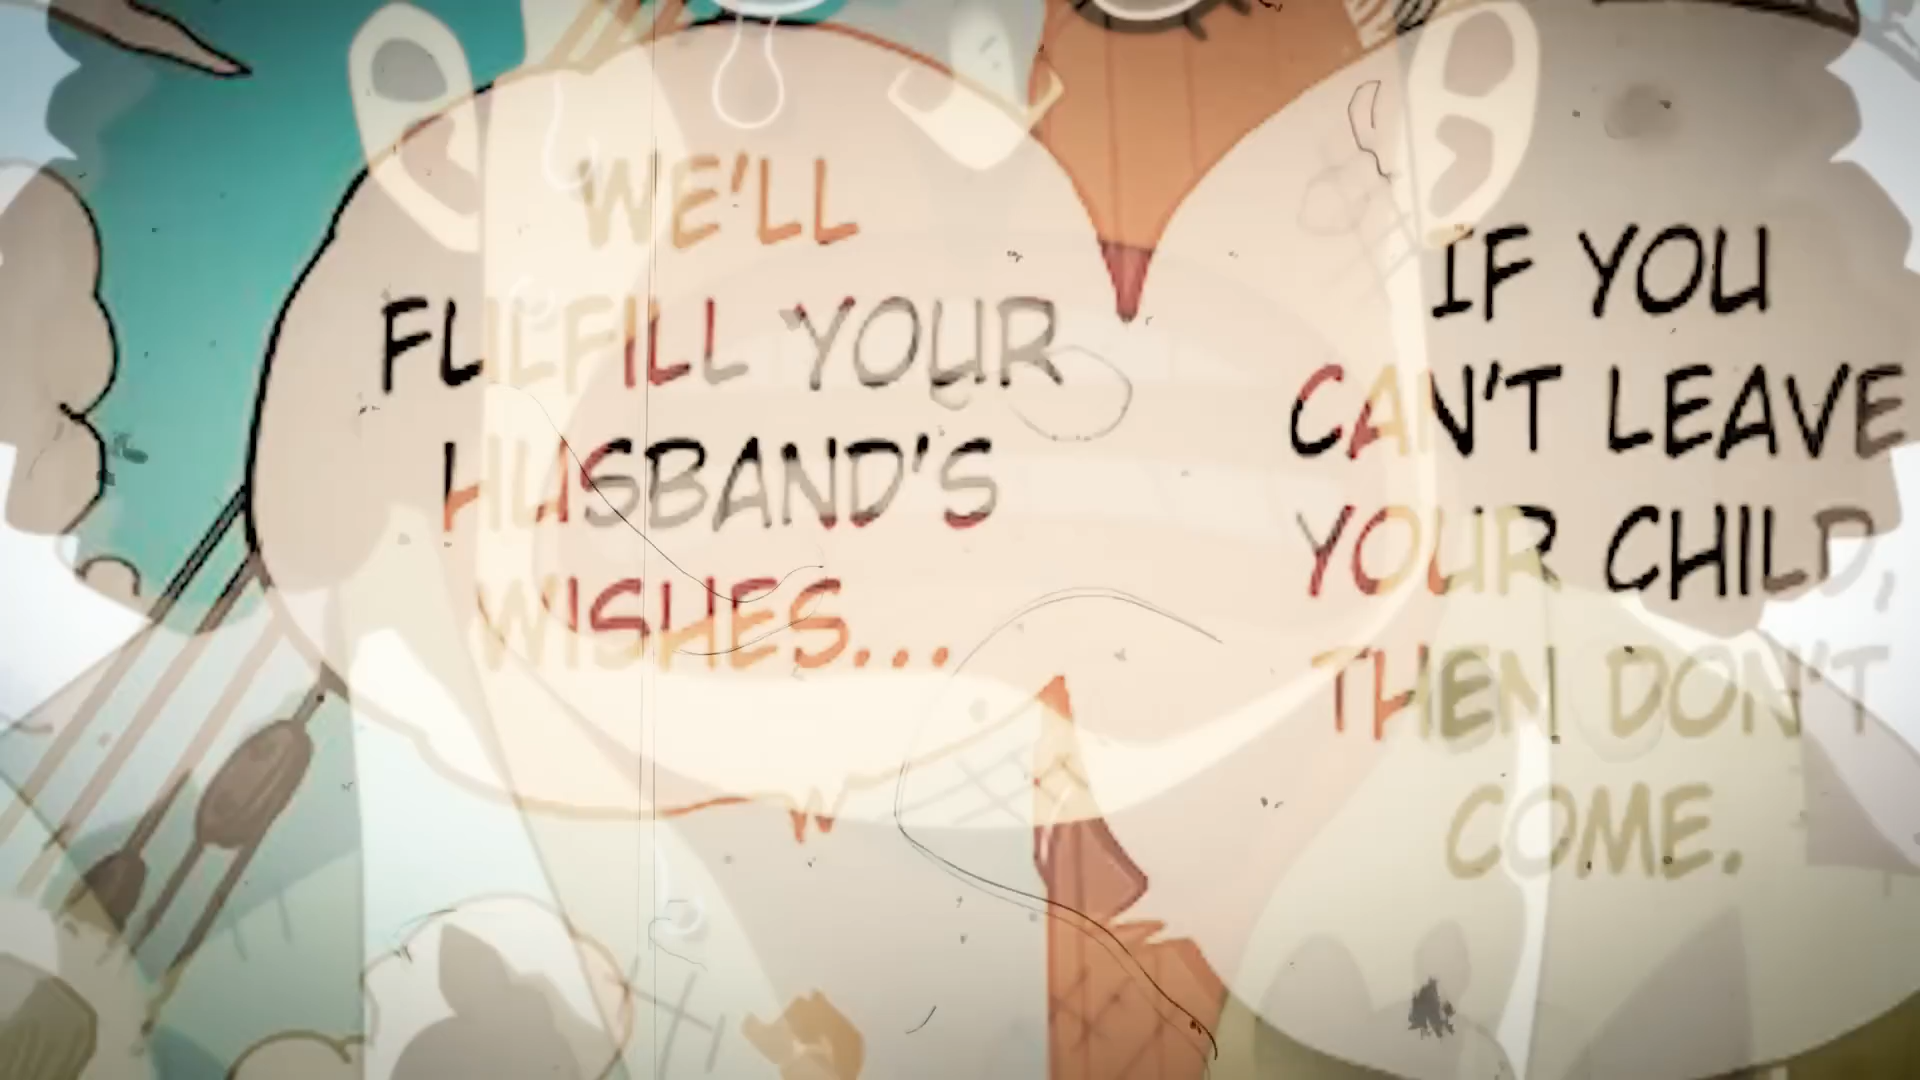 WE'LL
FULFILL YOUR
HUSBAND'S
WISHES...
IF YOU
CAN'T LEAVE
YOUR CHILD,
THEN DON'T
COME.